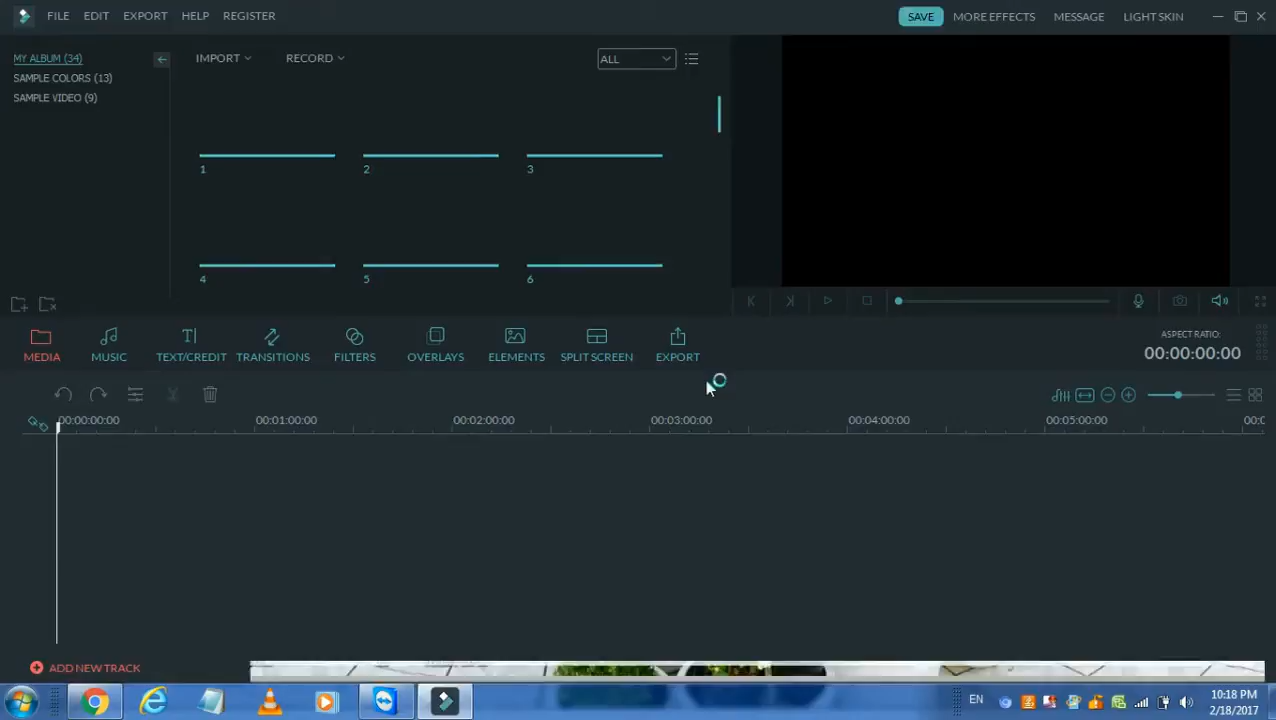 FILE EDIT EXPORT HELP REGISTER SAVE MORE EFFECTS MESSAGE LIGHT SKIN
MY ALBUM (34)
SAMPLE COLORS (13)
SAMPLE VIDEO (9)
IMPORT RECORD ALL
1 2 3
4 5 6
MEDIA MUSIC TEXT/CREDIT TRANSITIONS FILTERS OVERLAYS ELEMENTS SPLIT SCREEN EXPORT
ASPECT RATIO:
00:00:00:00
00:00:00:00 00:01:00:00 00:02:00:00 00:03:00:00 00:04:00:00 00:05:00:00 00:0
ADD NEW TRACK
EN
10:18 PM
2/18/2017